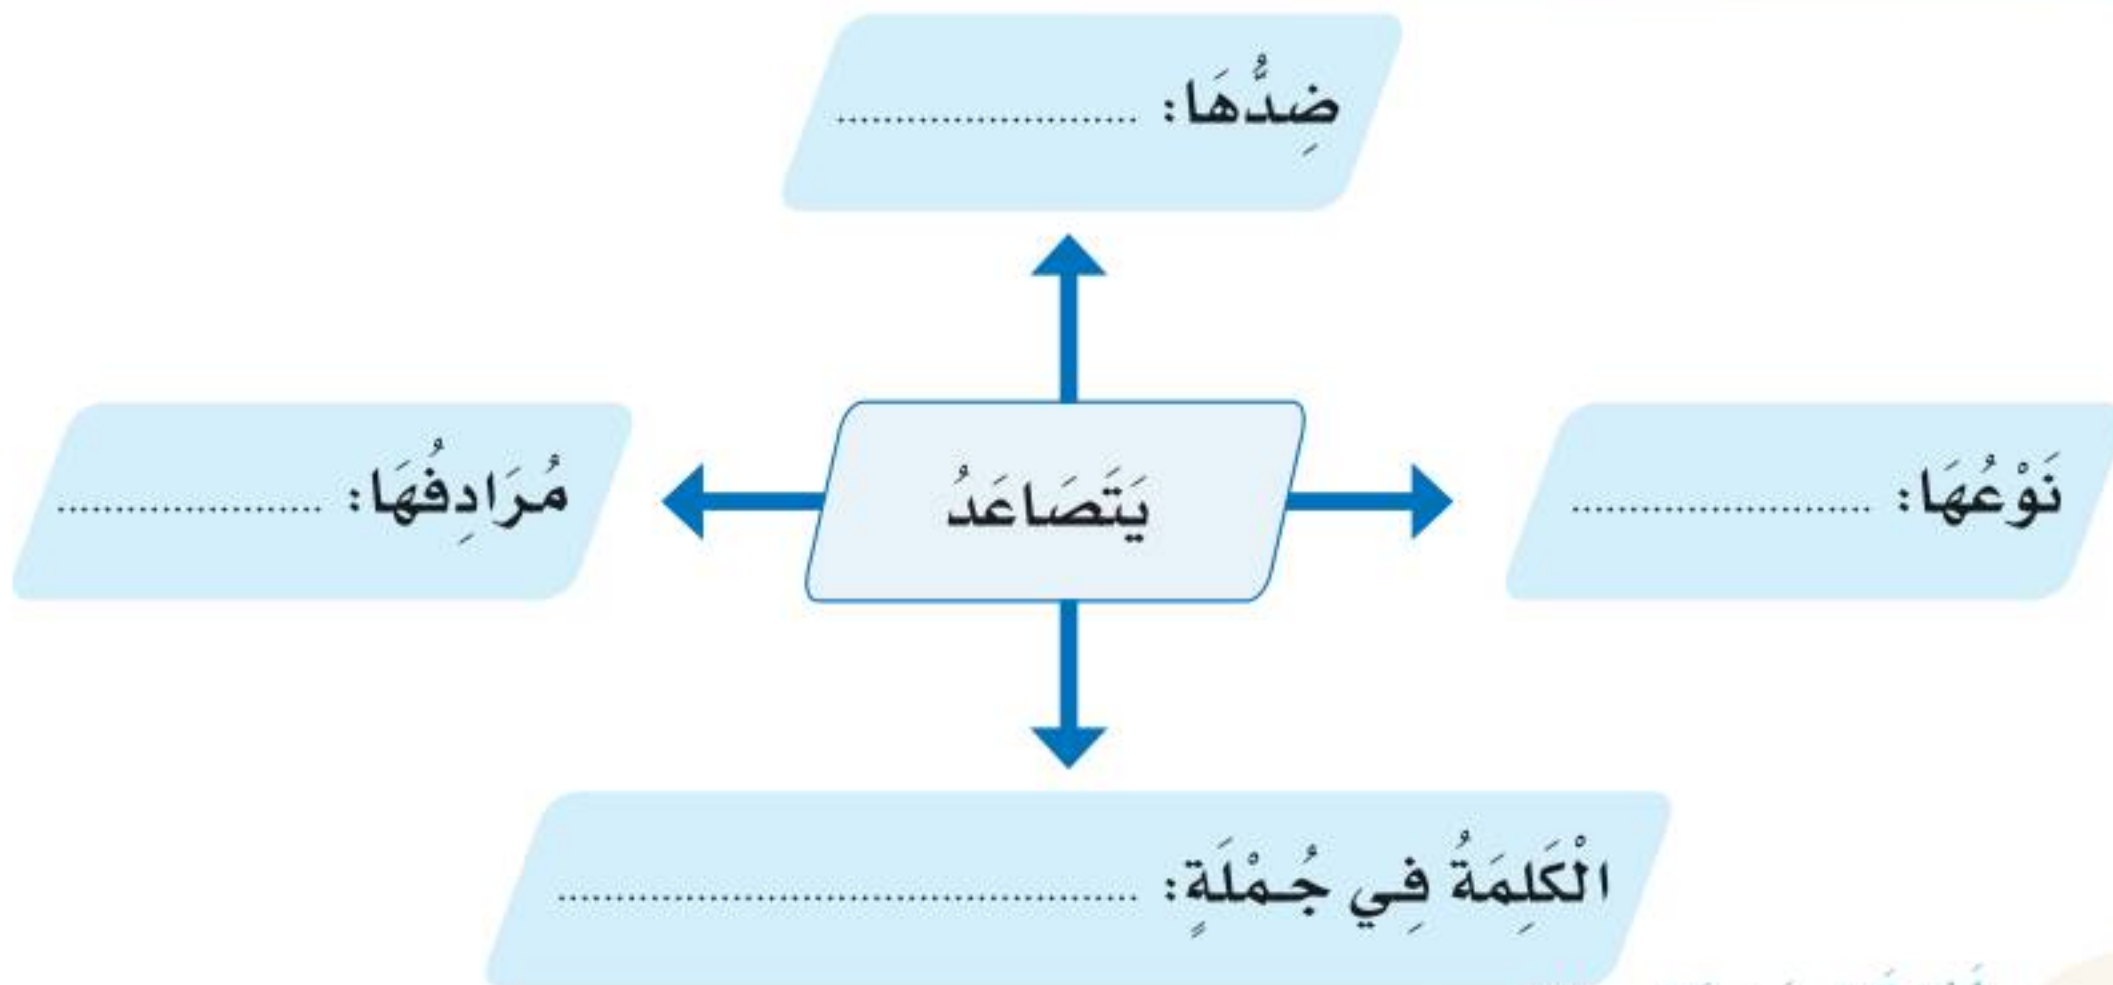 ضِدُّهَا: ..............................
نَوْعُهَا: ..............................
يَتَصَاعَدُ
مُرَادِفُهَا: ..............................
الْكَلِمَةُ فِي جُمْلَةٍ: ..............................